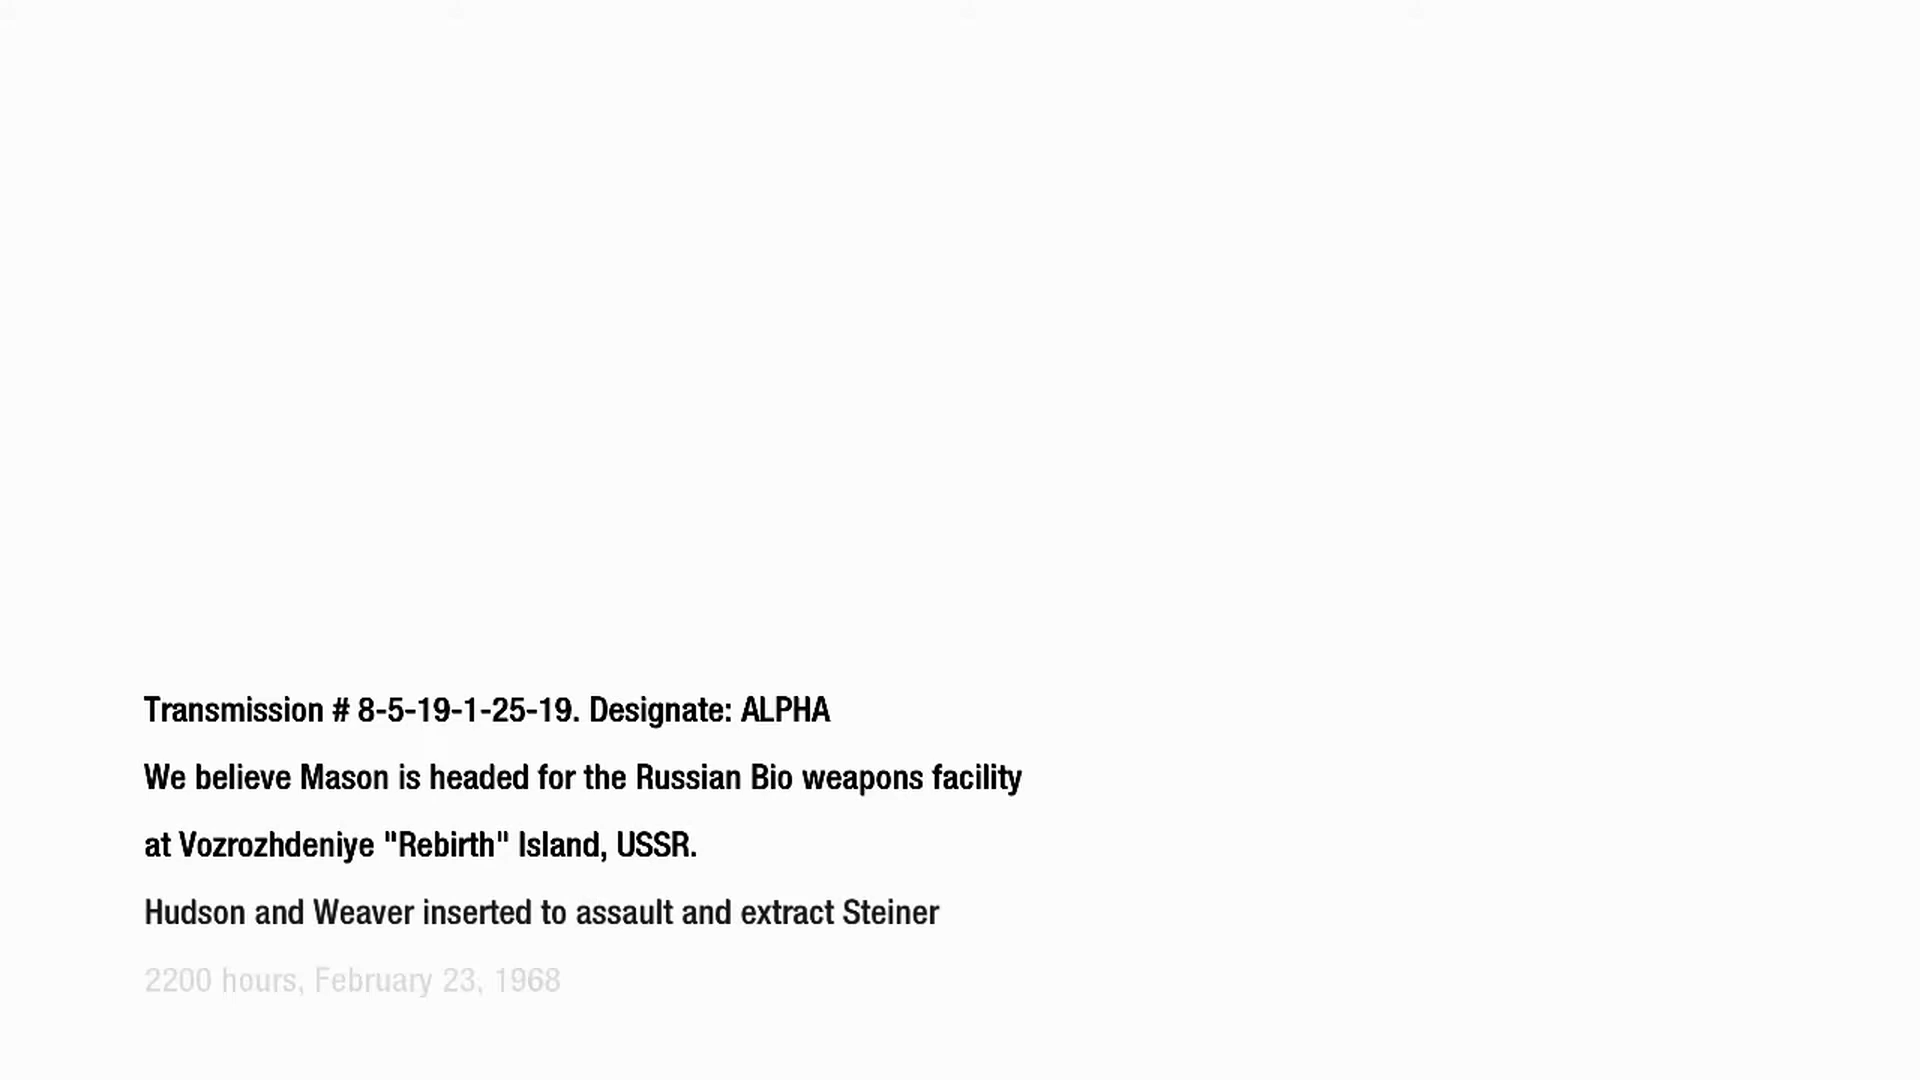 Transmission # 8-5-19-1-25-19. Designate: ALPHA
We believe Mason is headed for the Russian Bio weapons facility
at Vozrozhdeniye "Rebirth" Island, USSR.
Hudson and Weaver inserted to assault and extract Steiner
2200 hours, February 23, 1968